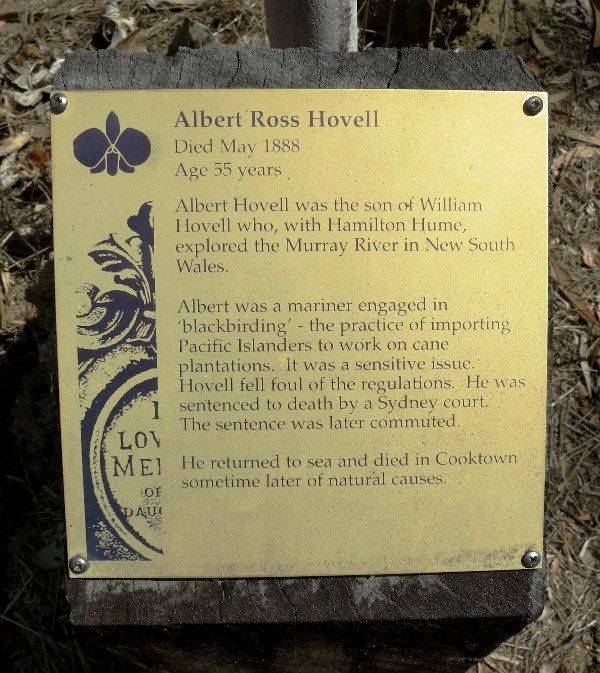 Albert Ross Hovell
Died May 1888
Age 55 years
Albert Hovell was the son of William
Hovell who, with Hamilton Hume,
explored the Murray River in New South
Wales.
Albert was a mariner engaged in
'blackbirding' - the practice of importing
Pacific Islanders to work on cane
plantations. It was a sensitive issue.
Hovell fell foul of the regulations. He was
sentenced to death by a Sydney court.
The sentence was later commuted.
He returned to sea and died in Cooktown
sometime later of natural causes.
LOV
MEI
OF
DAUG